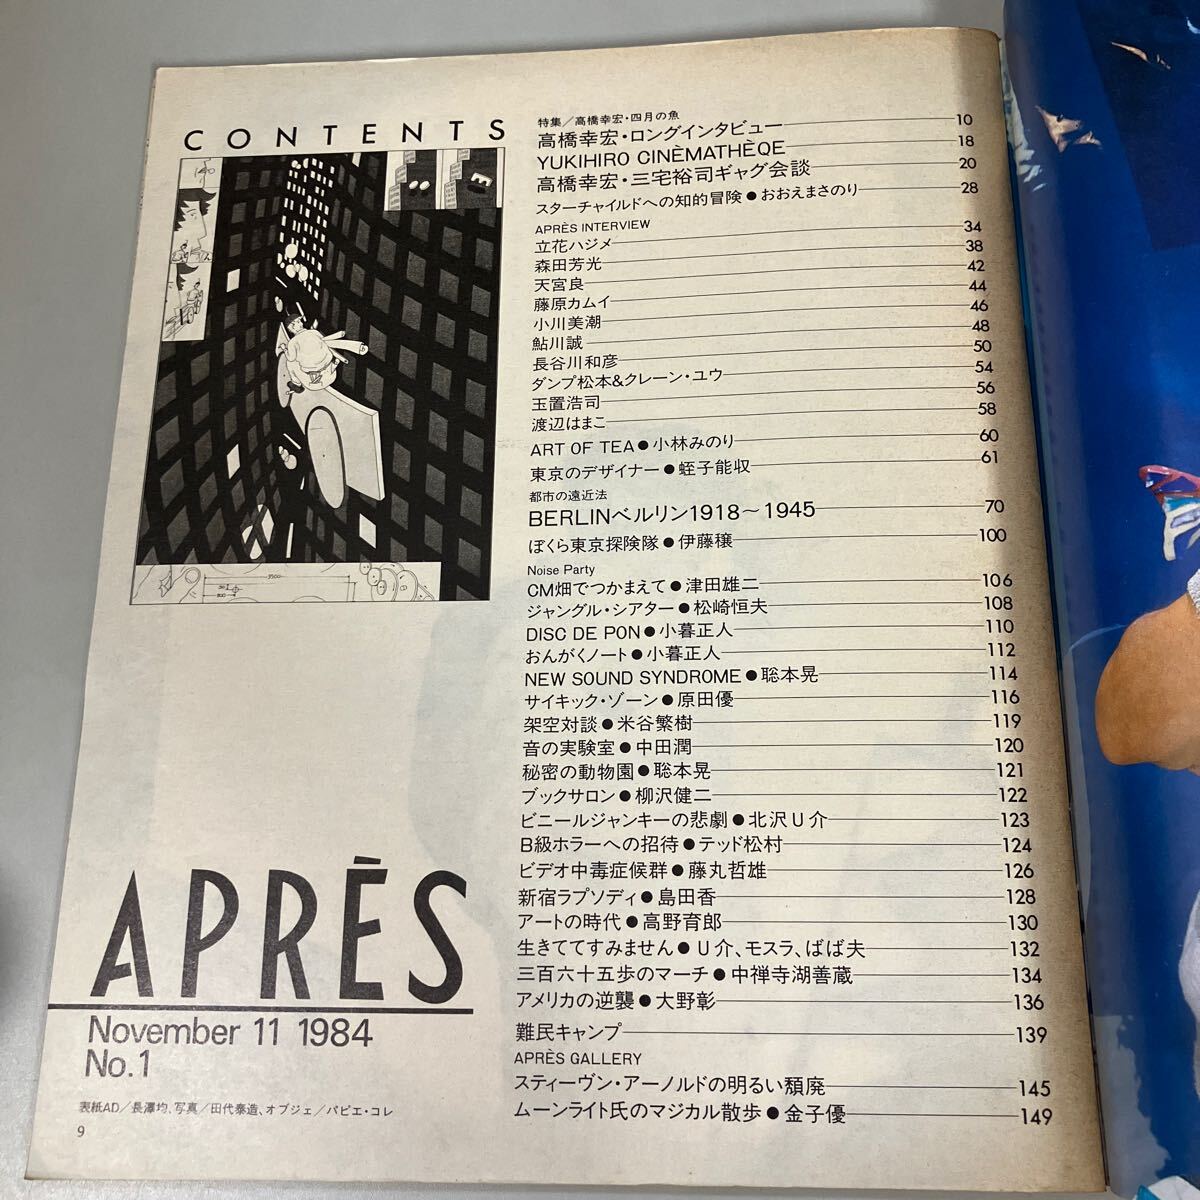 CONTENTS
特集／高橋幸宏・四月の魚
高橋幸宏・ロングインタビュー 10
YUKIHIRO CINÈMATHÈQE 18
高橋幸宏・三宅裕司ギャグ会談 20
スターチャイルドへの知的冒険●おおえまさのり 28
APRÈS INTERVIEW
立花ハジメ 34
森田芳光 38
天宮良 42
藤原カムイ 44
小川美潮 46
鮎川誠 48
長谷川和彦 50
ダンプ松本&クレーン・ユウ 54
玉置浩司 56
渡辺はまこ 58
ART OF TEA●小林みのり 60
東京のデザイナー●蛭子能収 61
都市の遠近法
BERLINベルリン1918〜1945 70
ぼくら東京探険隊●伊藤穣 100
Noise Party
CM畑でつかまえて●津田雄二 106
ジャングル・シアター●松崎恒夫 108
DISC DE PON●小暮正人 110
おんがくノート●小暮正人 112
NEW SOUND SYNDROME●聡本晃 114
サイキック・ゾーン●原田優 116
架空対談●米谷繁樹 119
音の実験室●中田潤 120
秘密の動物園●聡本晃 121
ブックサロン●柳沢健二 122
ビニールジャンキーの悲劇●北沢U介 123
B級ホラーへの招待●テッド松村 124
ビデオ中毒症候群●藤丸哲雄 126
新宿ラプソディ●島田香 128
アートの時代●高野育郎 130
生きててすみません●U介、モスラ、ばば夫 132
三百六十五歩のマーチ●中禅寺湖善蔵 134
アメリカの逆襲●大野彰 136
難民キャンプ 139
APRÈS GALLERY
スティーヴン・アーノルドの明るい頽廃 145
ムーンライト氏のマジカル散歩●金子優 149
APRĒS
November 11 1984
No.1
表紙AD／長澤均、写真／田代泰造、オブジェ／パピエ・コレ
9